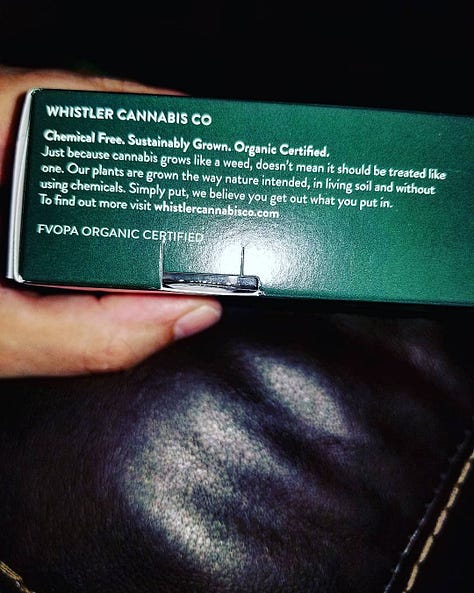 WHISTLER CANNABIS CO
Chemical Free. Sustainably Grown. Organic Certified.
Just because cannabis grows like a weed, doesn't mean it should be treated like
one. Our plants are grown the way nature intended, in living soil and without
using chemicals. Simply put, we believe you get out what you put in.
To find out more visit whistlercannabisco.com
FVOPA ORGANIC CERTIFIED